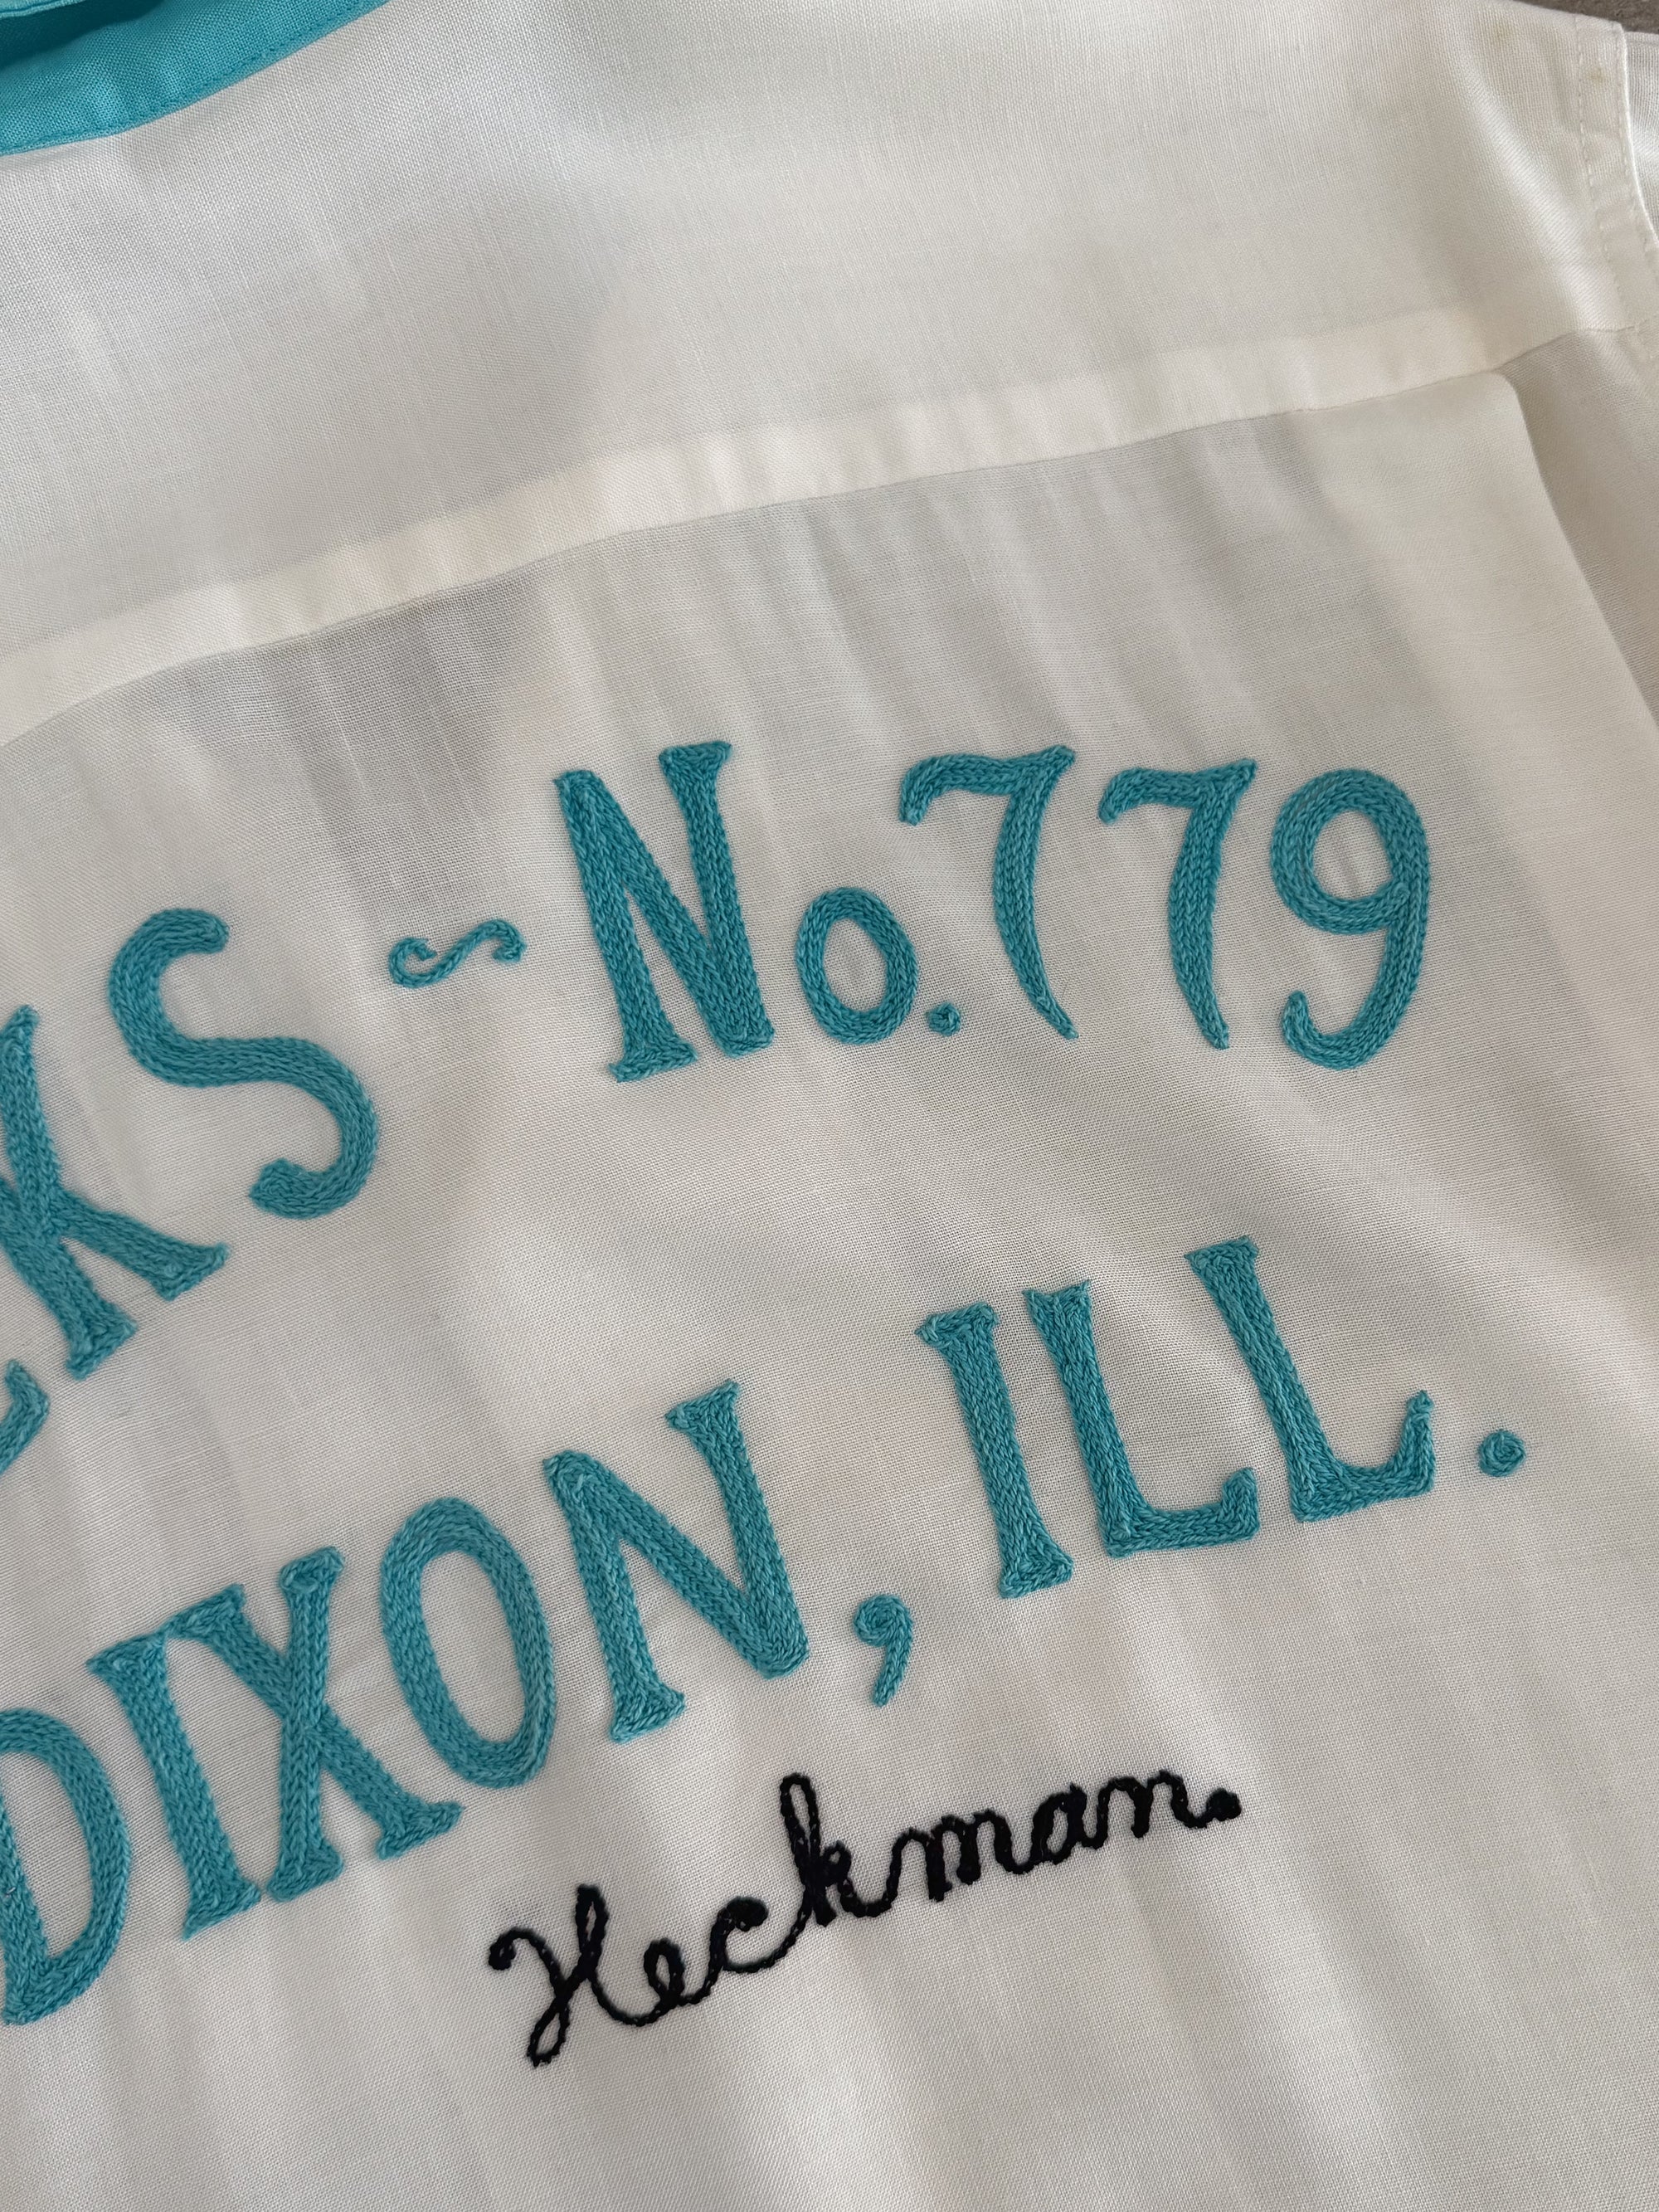 KS ~ No. 779
DIXON, ILL.
Heckman.